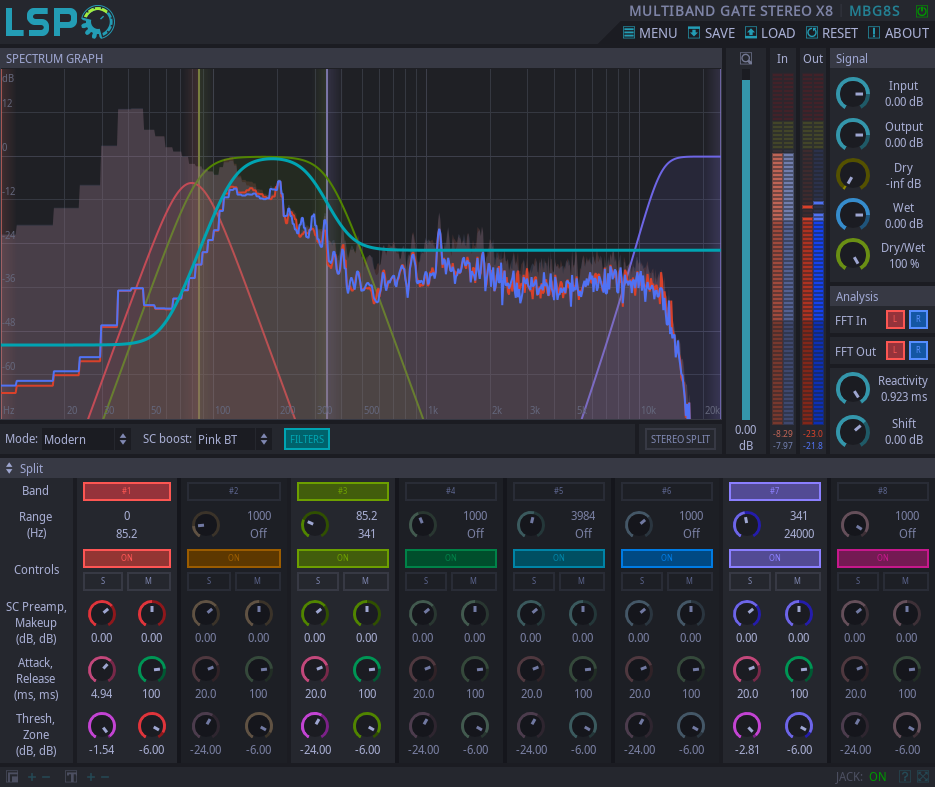 LSP
MULTIBAND GATE STEREO X8 MBG8S
MENU SAVE LOAD RESET ABOUT
SPECTRUM GRAPH
In Out
Signal
dB
12
0
-12
-24
-36
-48
-60
Hz 20 30 50 100 200 300 500 1k 2k 3k 5k 10k 20k
0.00
dB
-8.29 -23.0
-7.97 -21.8
Input
0.00 dB
Output
0.00 dB
Dry
-inf dB
Wet
0.00 dB
Dry/Wet
100 %
Analysis
FFT In L R
FFT Out L R
Reactivity
0.923 ms
Shift
0.00 dB
Mode: Modern SC boost: Pink BT FILTERS STEREO SPLIT
Split
Band #1 #2 #3 #4 #5 #6 #7 #8
Range
(Hz)
0 1000 85.2 1000 3984 1000 341 1000
85.2 Off 341 Off Off Off 24000 Off
Controls
ON ON ON ON ON ON ON ON
S M S M S M S M S M S M S M S M
SC Preamp,
Makeup
(dB, dB)
0.00 0.00 0.00 0.00 0.00 0.00 0.00 0.00 0.00 0.00 0.00 0.00 0.00 0.00 0.00 0.00
Attack,
Release
(ms, ms)
4.94 100 20.0 100 20.0 100 20.0 100 20.0 100 20.0 100 20.0 100 20.0 100
Thresh,
Zone
(dB, dB)
-1.54 -6.00 -24.00 -6.00 -24.00 -6.00 -24.00 -6.00 -24.00 -6.00 -24.00 -6.00 -2.81 -6.00 -24.00 -6.00
JACK: ON